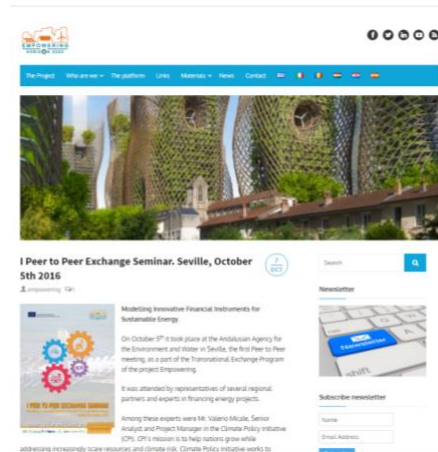 EMPOWERING
The Project Who are we The platform Links Materials News Contact
I Peer to Peer Exchange Seminar. Seville, October
5th 2016
7
OCT
empowering
Search
Newsletter
Modelling Innovative Financial Instruments for
Sustainable Energy.
On October 5th it took place at the Andalusian Agency for
the Environment and Water in Seville, the first Peer to Peer
meeting, as a part of the Transnational Exchange Program
of the project Empowering.
It was attended by representatives of several regional
partners and experts in financing energy projects.
Newsletter
shift
I PEER TO PEER EXCHANGE SEMINAR
Subscribe newsletter
Name
Email Address
Among these experts were Mr. Valerio Micale, Senior
Analyst and Project Manager in the Climate Policy Initiative
(CPI). CPI's mission is to help nations grow while
addressing increasingly scare resources and climate risk. Climate Policy Initiative works to